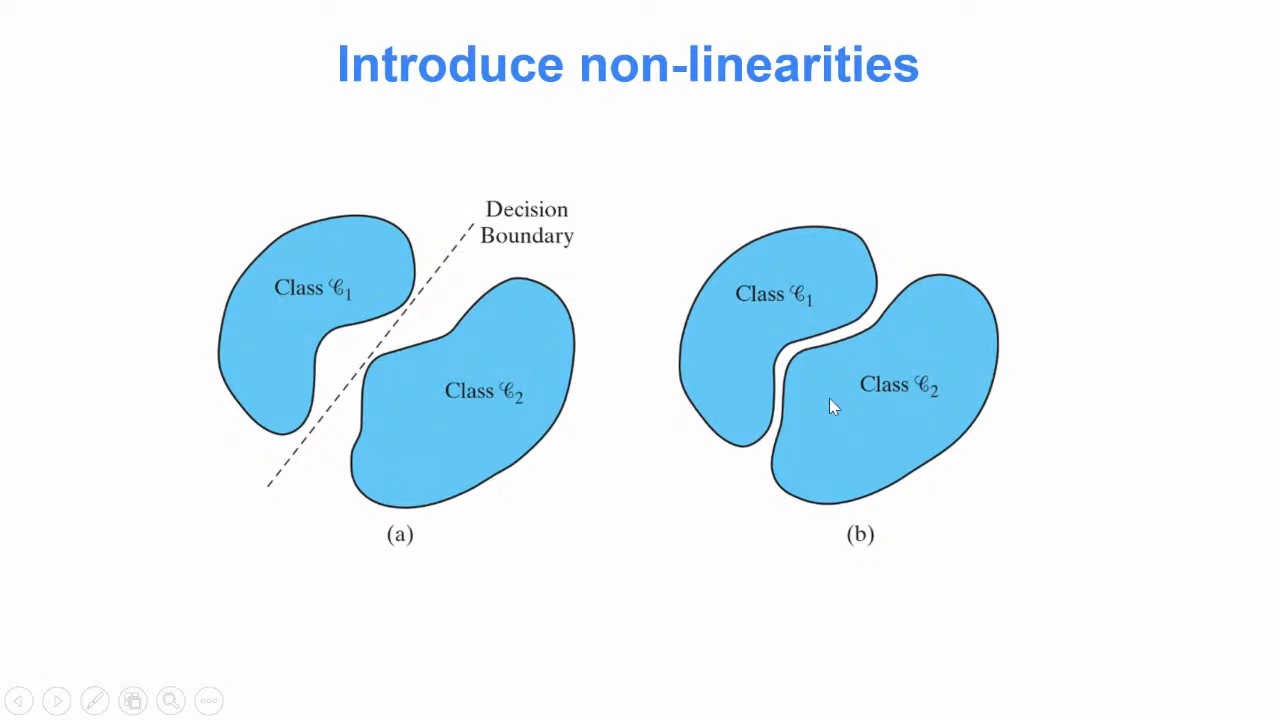 Introduce non-linearities
Decision
Boundary
Class 𝒞1
Class 𝒞2
(a)
Class 𝒞1
Class 𝒞2
(b)